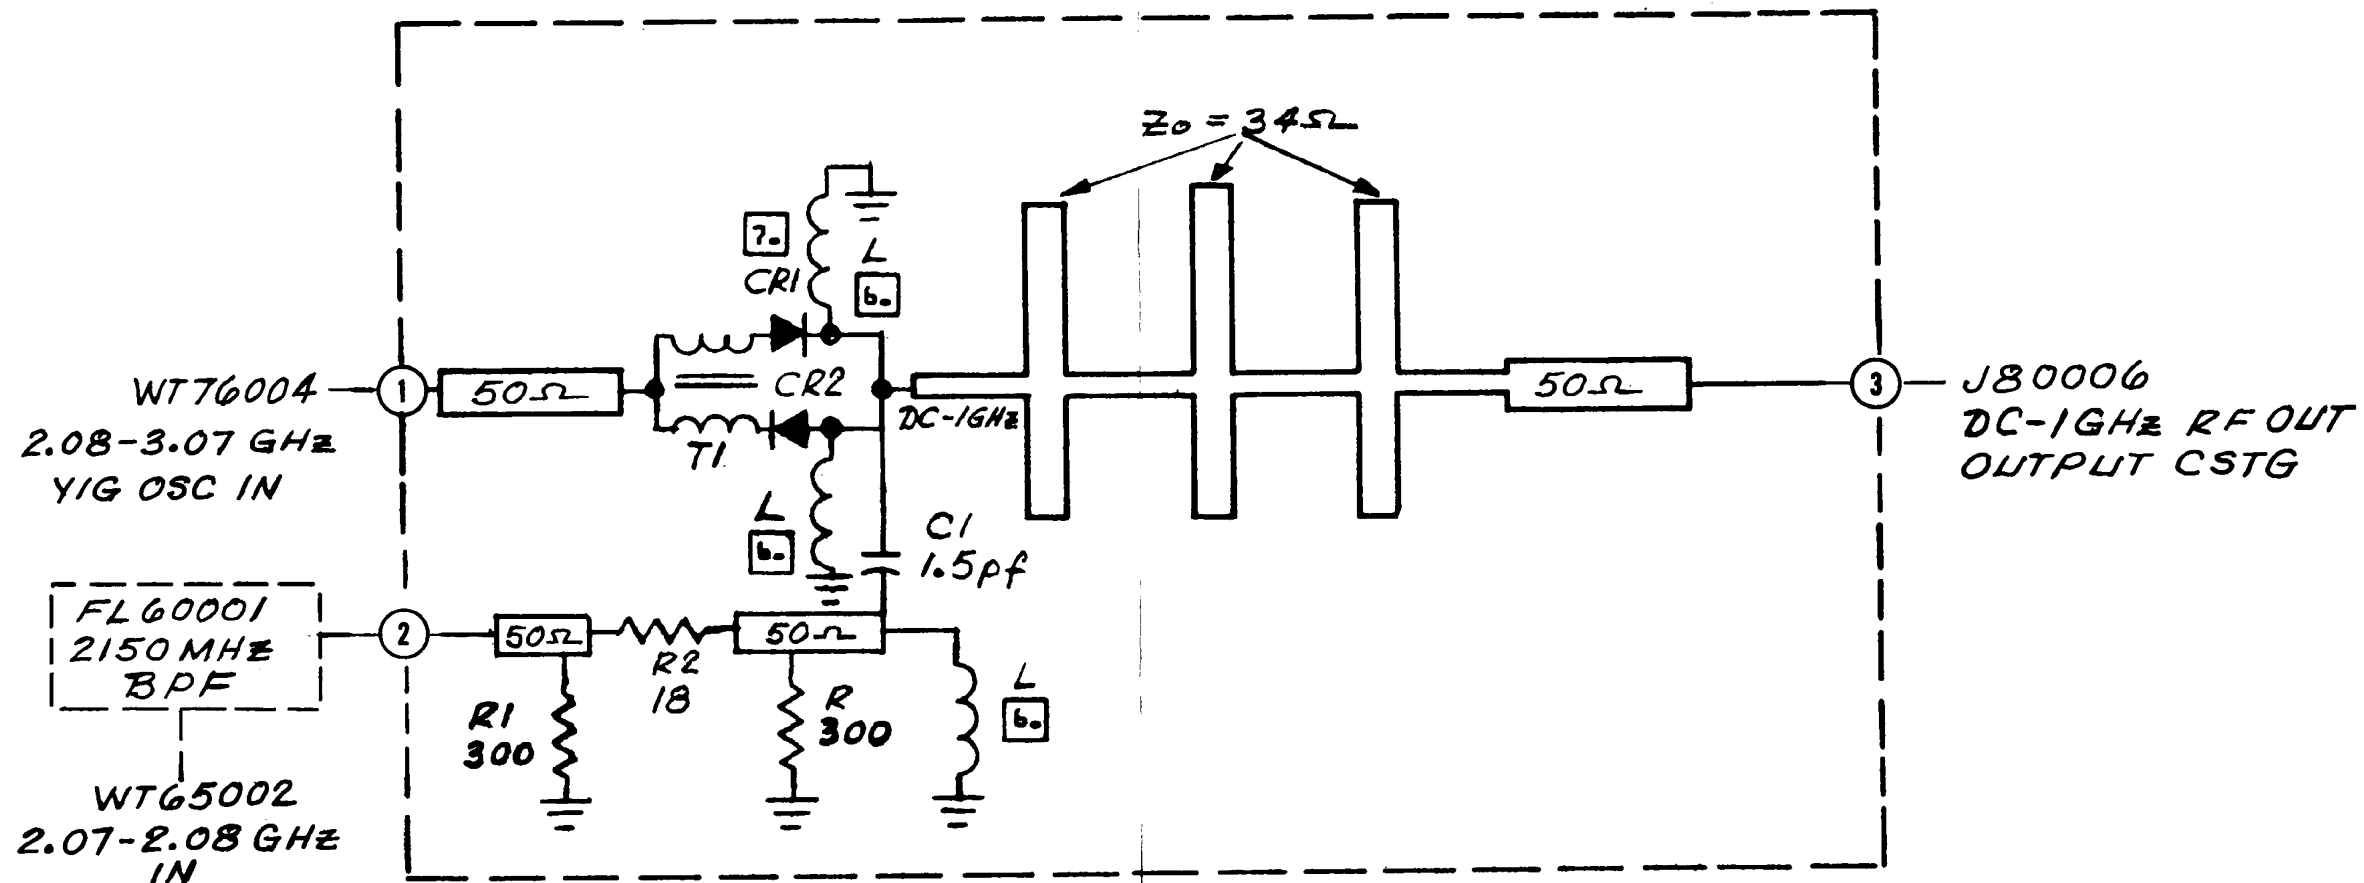 Zo = 34Ω
7.
CR1
L
6.
WT76004
1
50Ω
CR2
T1
DC-1GHz
50Ω
3
J80006
DC-1GHz RF OUT
OUTPUT CSTG
2.08-3.07 GHz
YIG OSC IN
L
6.
C1
1.5pf
FL60001
2150 MHz
BPF
2
50Ω
R2
18
50Ω
R1
300
R
300
L
6.
WT65002
2.07-2.08 GHz
IN